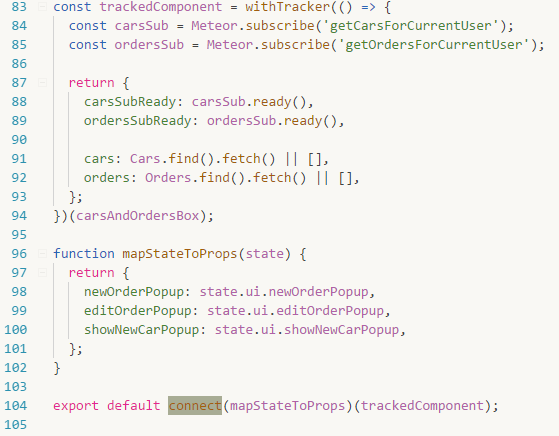 83 const trackedComponent = withTracker(() => {
84   const carsSub = Meteor.subscribe('getCarsForCurrentUser');
85   const ordersSub = Meteor.subscribe('getOrdersForCurrentUser');
86
87   return {
88     carsSubReady: carsSub.ready(),
89     ordersSubReady: ordersSub.ready(),
90
91     cars: Cars.find().fetch() || [],
92     orders: Orders.find().fetch() || [],
93   };
94 })(carsAndOrdersBox);
95
96 function mapStateToProps(state) {
97   return {
98     newOrderPopup: state.ui.newOrderPopup,
99     editOrderPopup: state.ui.editOrderPopup,
100     showNewCarPopup: state.ui.showNewCarPopup,
101   };
102 }
103
104 export default connect(mapStateToProps)(trackedComponent);
105